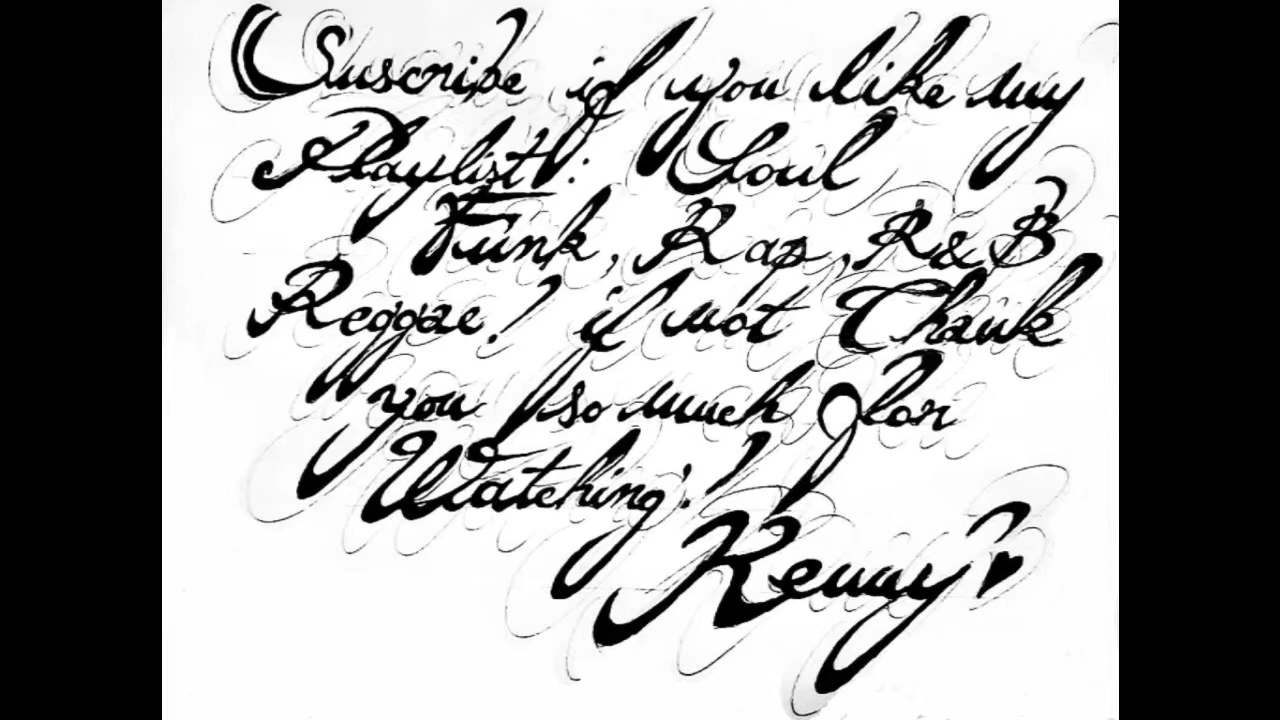 Suscribe if you like my
Playlist: Soul,
Funk, Rap, R&B
Reggae! if not Thank
you so much for
Watching!
Kenny